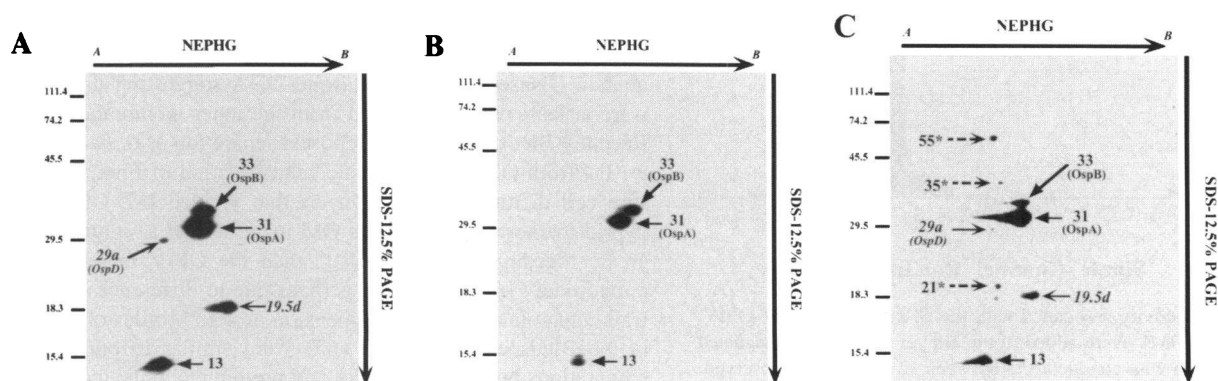 A
NEPHG
A
B
111.4
74.2
45.5
29.5
18.3
15.4
33
(OspB)
31
(OspA)
29a
(OspD)
19.5d
13
SDS-12.5% PAGE
B
NEPHG
A
B
111.4
74.2
45.5
29.5
18.3
15.4
33
(OspB)
31
(OspA)
13
SDS-12.5% PAGE
C
NEPHG
A
B
111.4
74.2
45.5
29.5
18.3
15.4
55*
35*
33
(OspB)
31
(OspA)
29a
(OspD)
21*
19.5d
13
SDS-12.5% PAGE